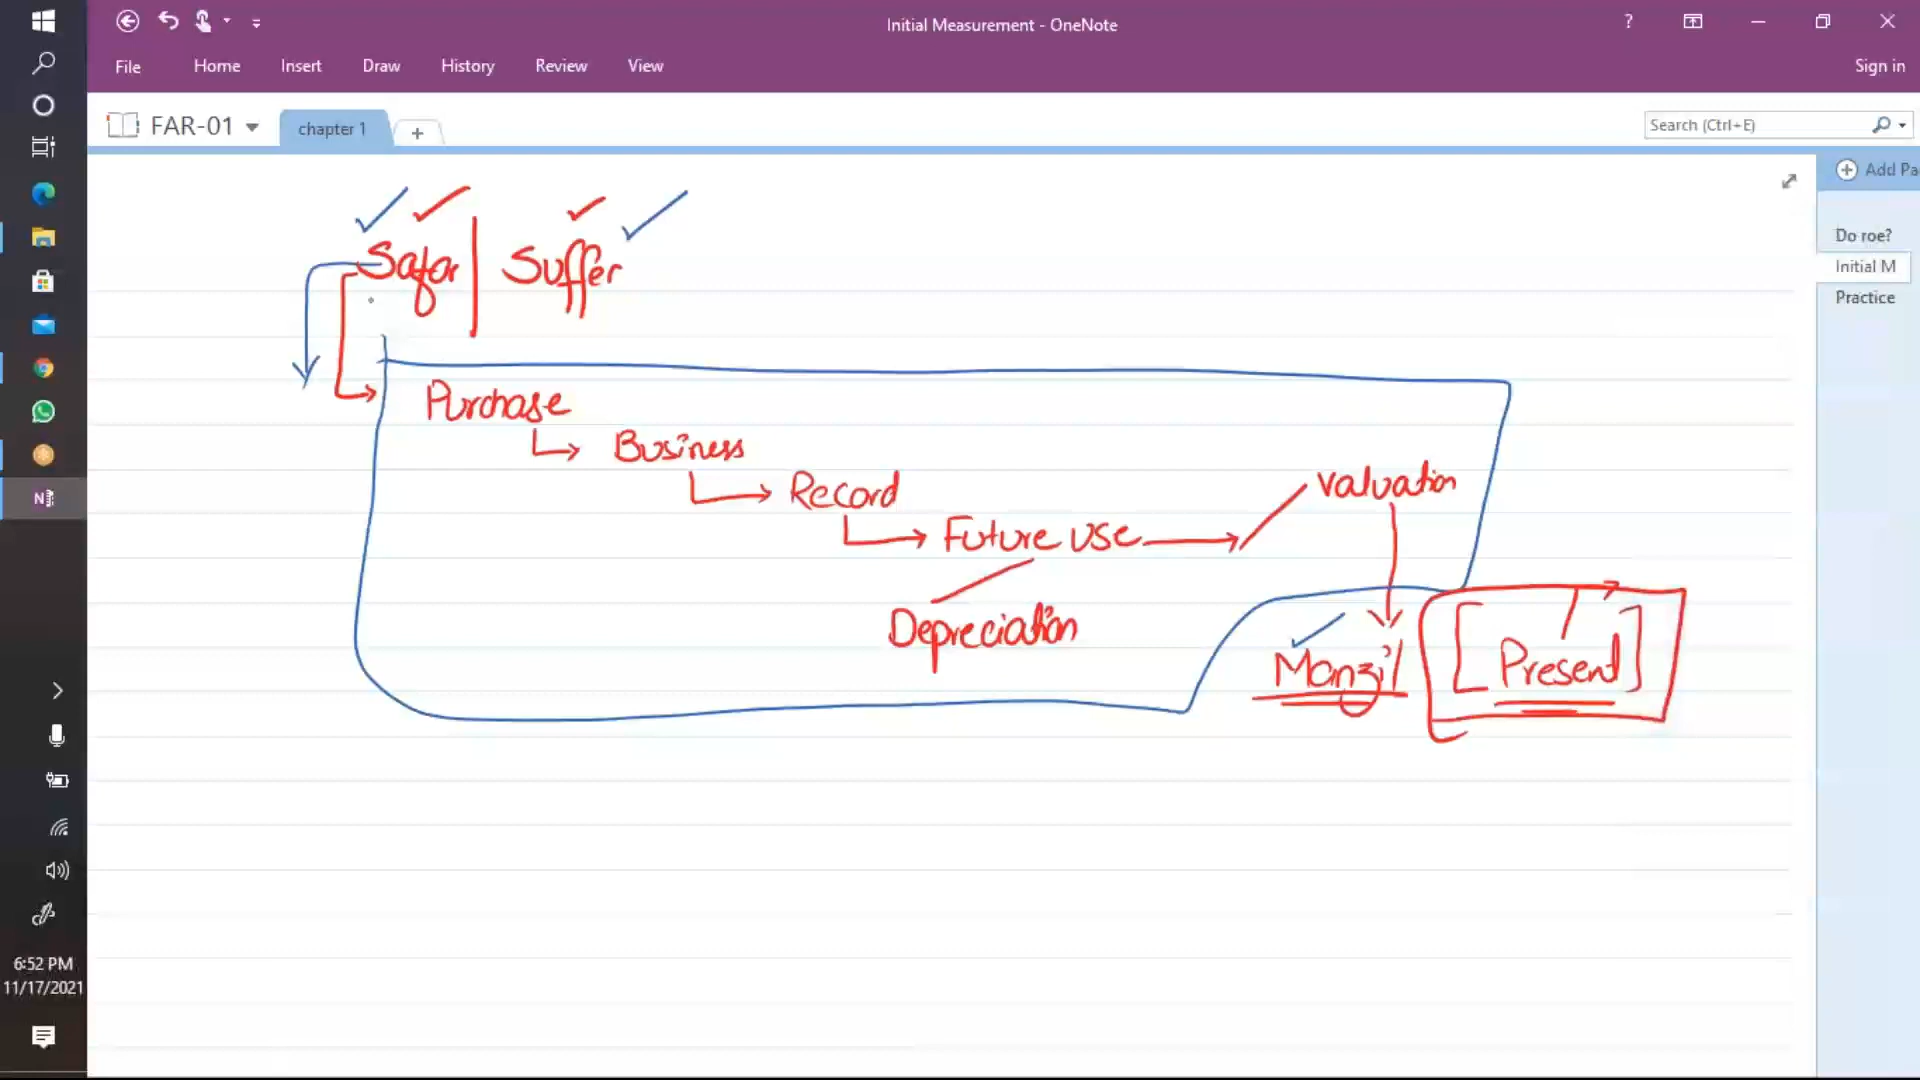 Initial Measurement - OneNote
?
File Home Insert Draw History Review View
Sign in
FAR-01 chapter 1 +
Search (Ctrl+E)
Add Pa
Do roe?
Initial M
Practice
Safar | Suffer
Purchase
Business
Record
Valuation
Future use
Depreciation
Manzil [Present]
6:52 PM
11/17/2021